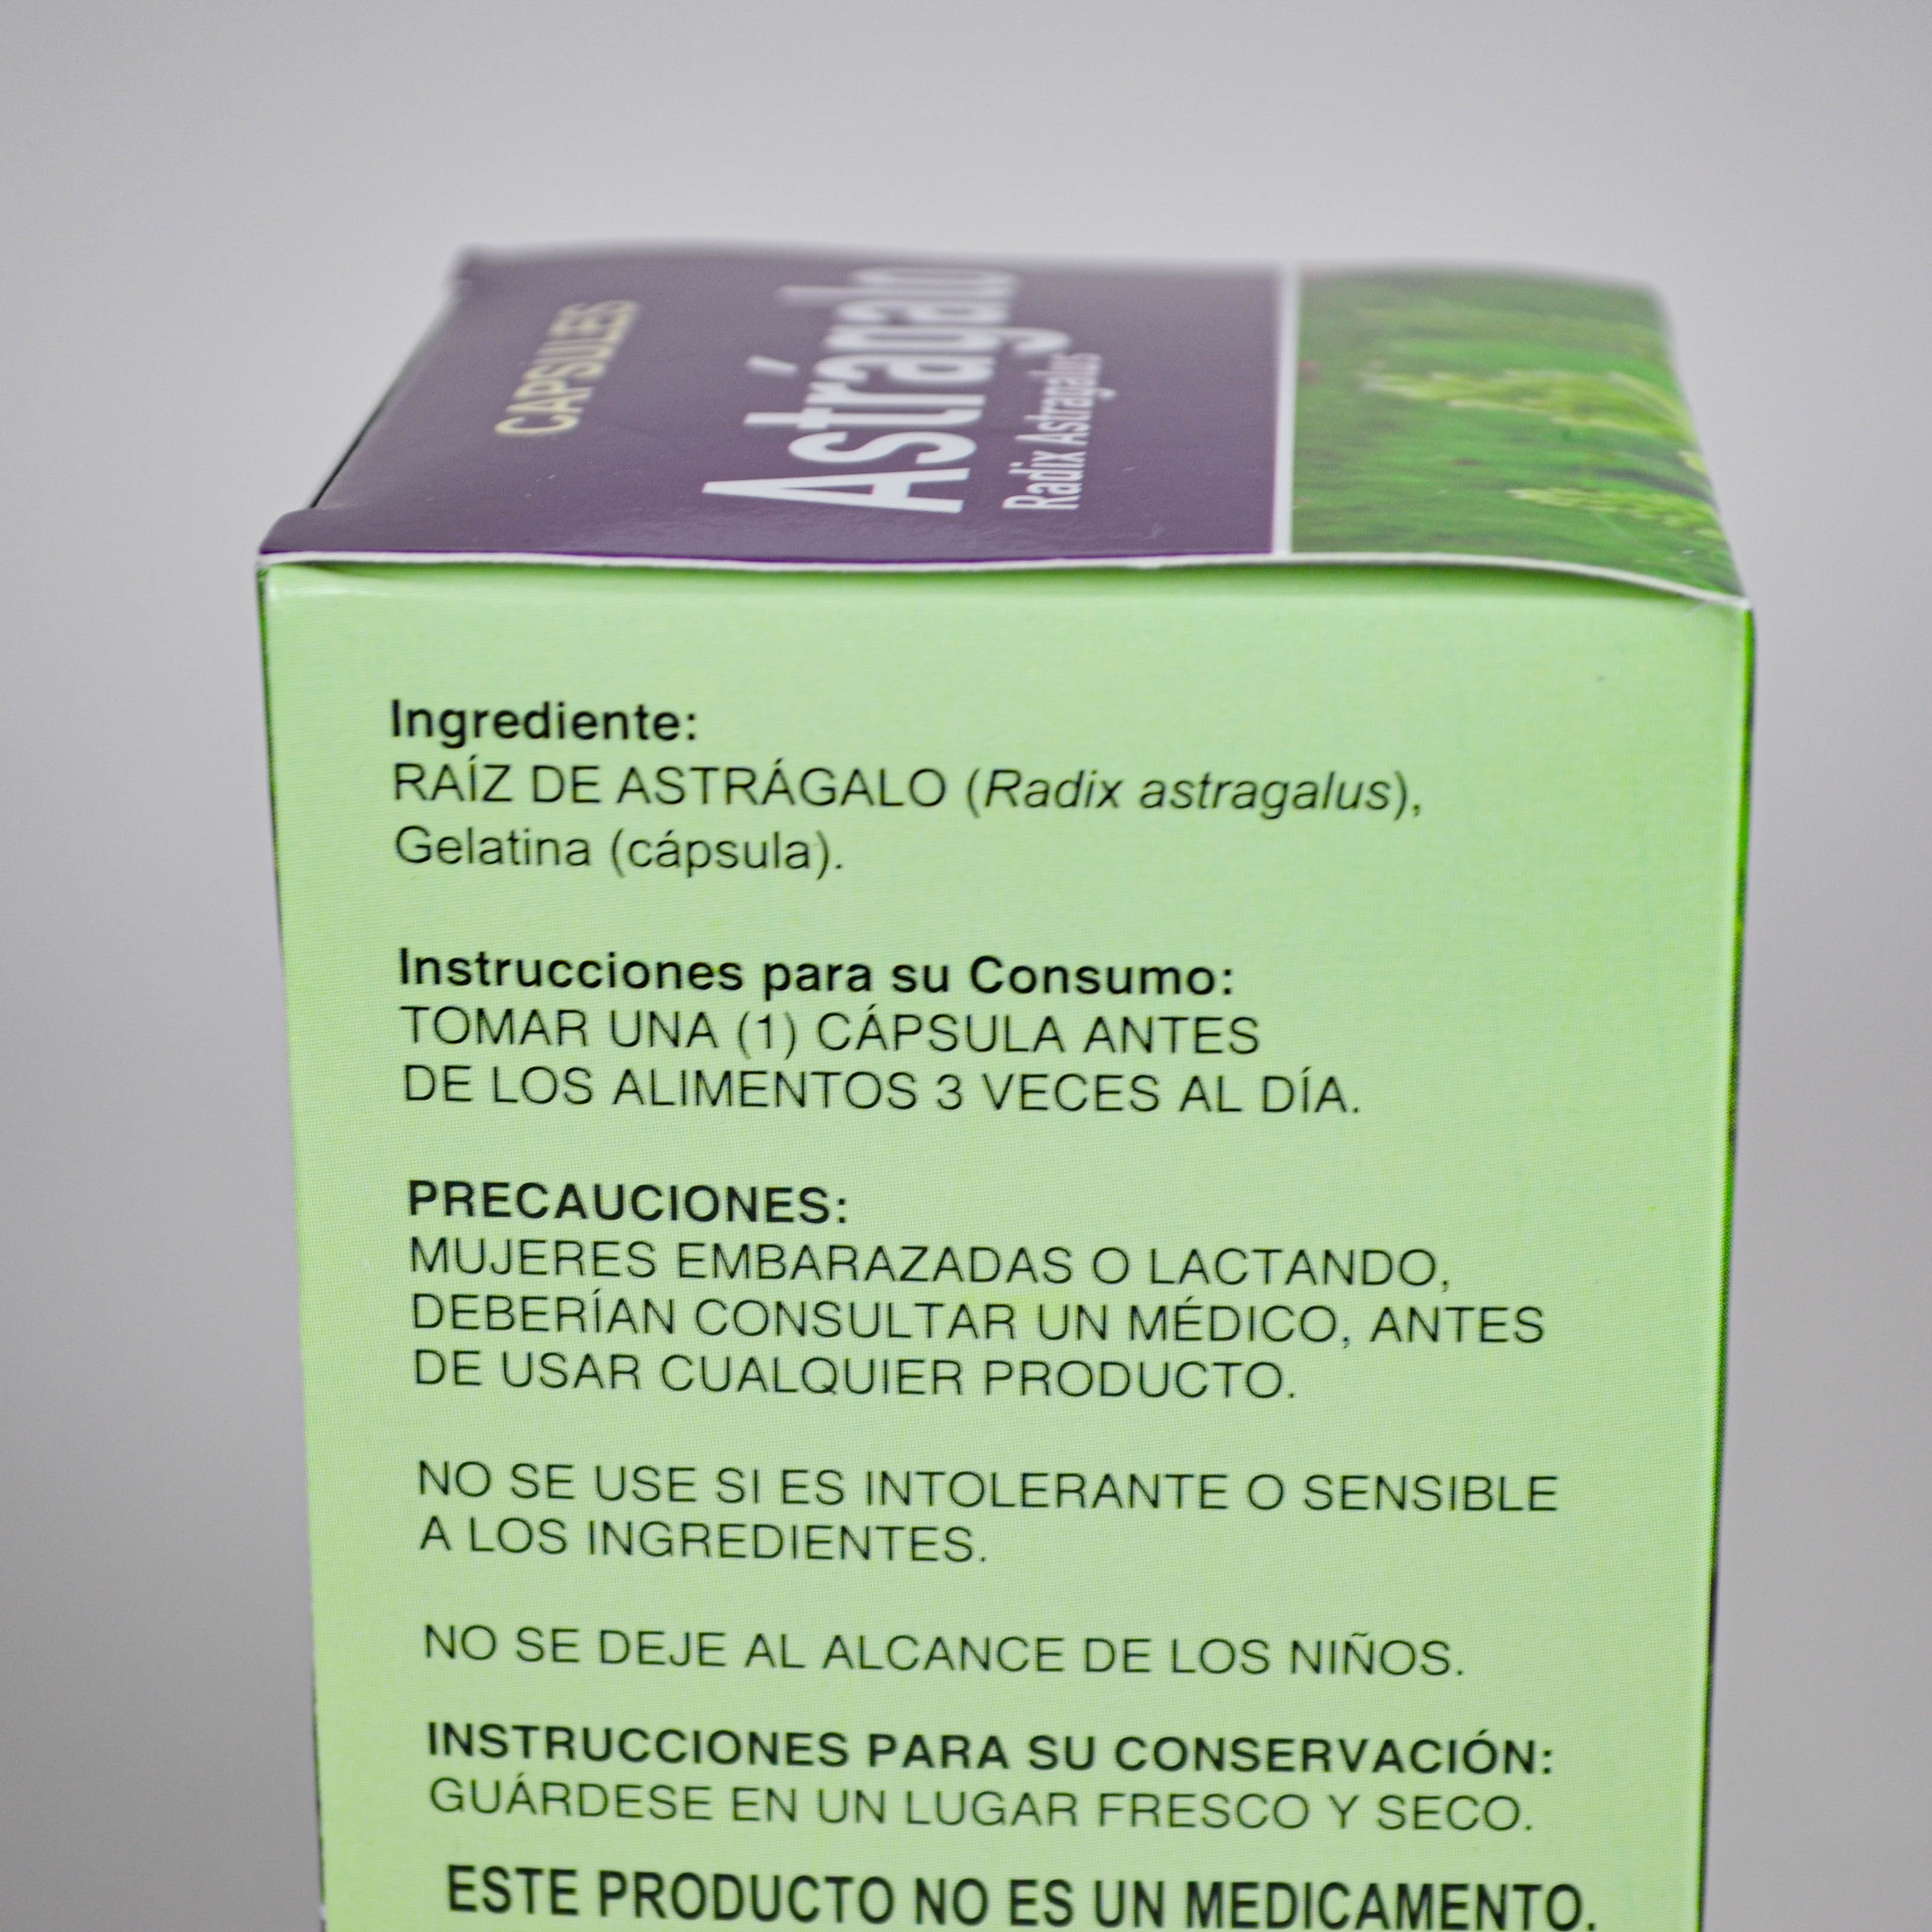 CAPSULES
Astrágalo
Radix Astragalus
Ingrediente:
RAÍZ DE ASTRÁGALO (Radix astragalus),
Gelatina (cápsula).
Instrucciones para su Consumo:
TOMAR UNA (1) CÁPSULA ANTES
DE LOS ALIMENTOS 3 VECES AL DÍA.
PRECAUCIONES:
MUJERES EMBARAZADAS O LACTANDO,
DEBERÍAN CONSULTAR UN MÉDICO, ANTES
DE USAR CUALQUIER PRODUCTO.
NO SE USE SI ES INTOLERANTE O SENSIBLE
A LOS INGREDIENTES.
NO SE DEJE AL ALCANCE DE LOS NIÑOS.
INSTRUCCIONES PARA SU CONSERVACIÓN:
GUÁRDESE EN UN LUGAR FRESCO Y SECO.
ESTE PRODUCTO NO ES UN MEDICAMENTO.